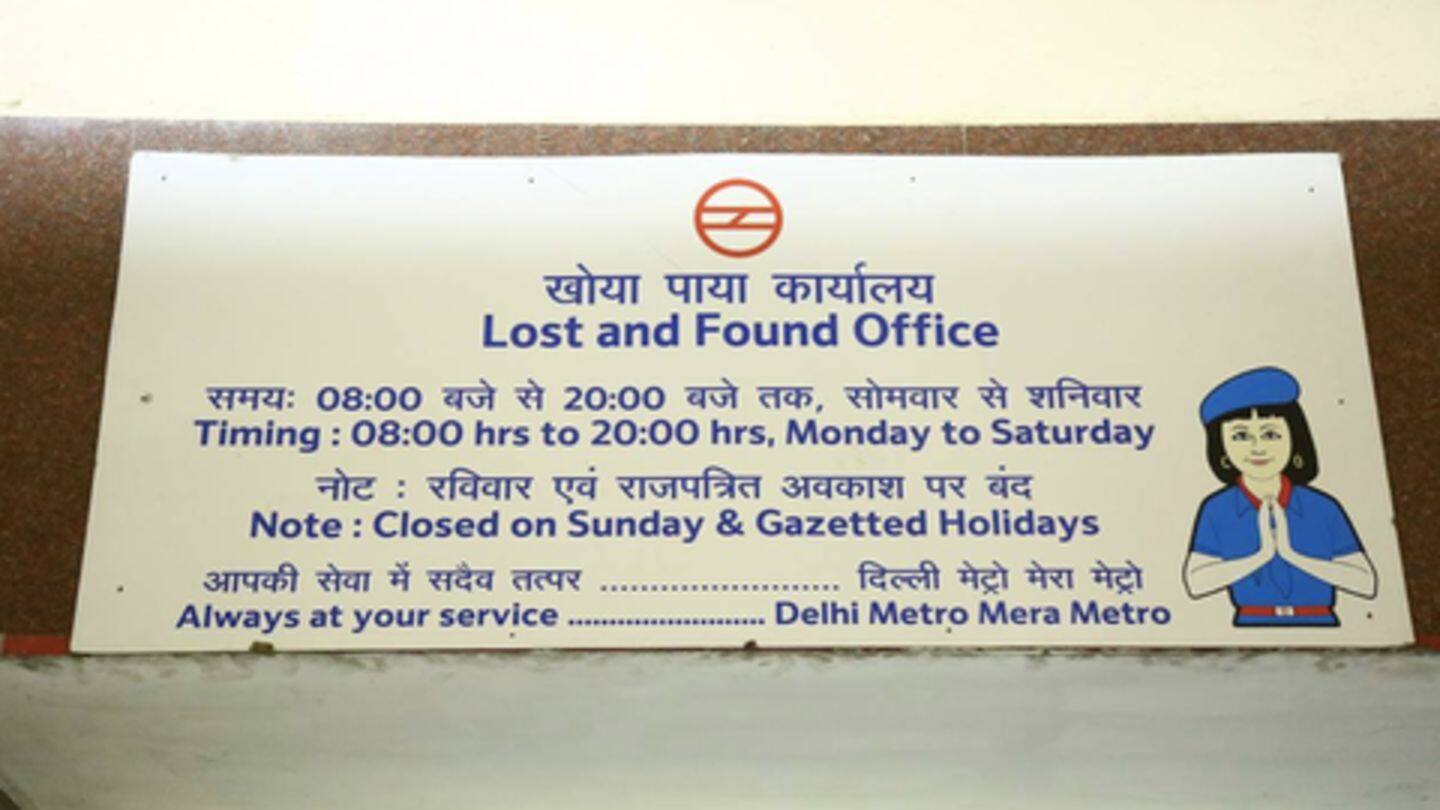 खोया पाया कार्यालय
Lost and Found Office
समयः 08:00 बजे से 20:00 बजे तक, सोमवार से शनिवार
Timing : 08:00 hrs to 20:00 hrs, Monday to Saturday
नोट : रविवार एवं राजपत्रित अवकाश पर बंद
Note : Closed on Sunday & Gazetted Holidays
आपकी सेवा में सदैव तत्पर ........................ दिल्ली मेट्रो मेरा मेट्रो
Always at your service ........................ Delhi Metro Mera Metro